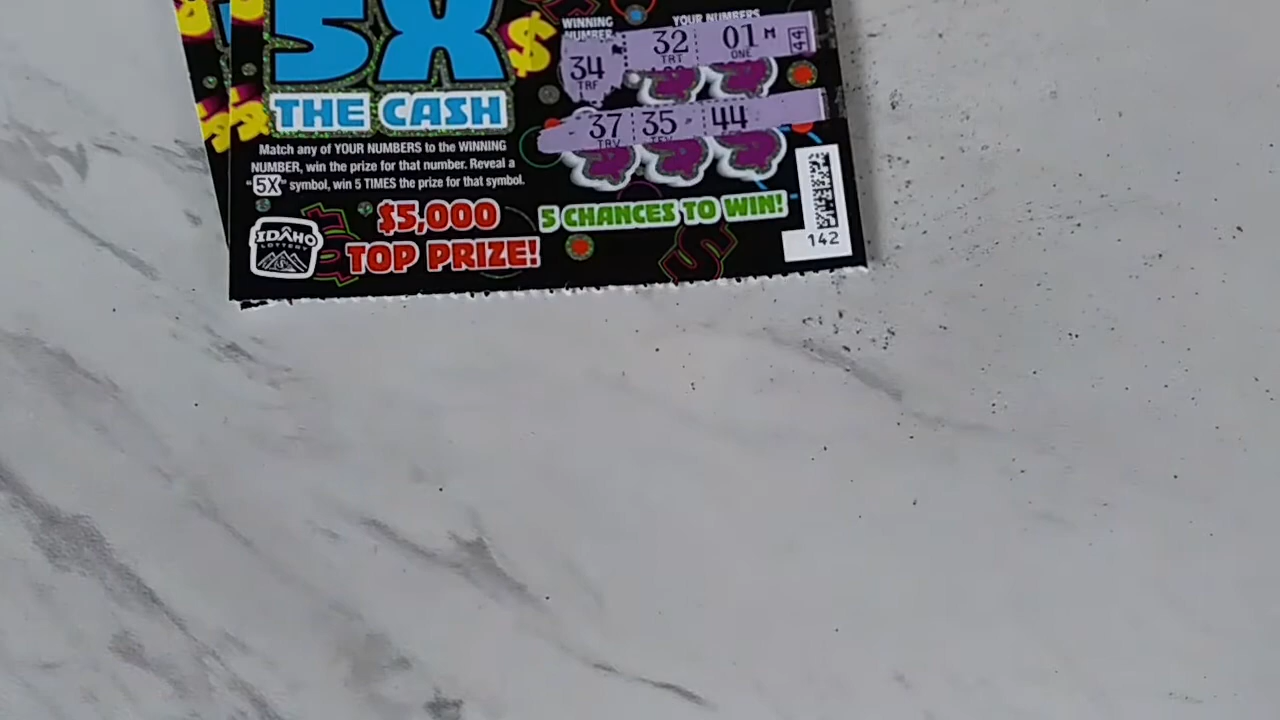 5X
THE CASH
Match any of YOUR NUMBERS to the WINNING
NUMBER, win the prize for that number. Reveal a
"5X" symbol, win 5 TIMES the prize for that symbol.
IDAHO
LOTTERY
$5,000
TOP PRIZE!
WINNING
NUMBER
YOUR NUMBERS
34
TRF
32
TRT
01
ONE
M
44
37
TRV
35
44
5 CHANCES TO WIN!
142